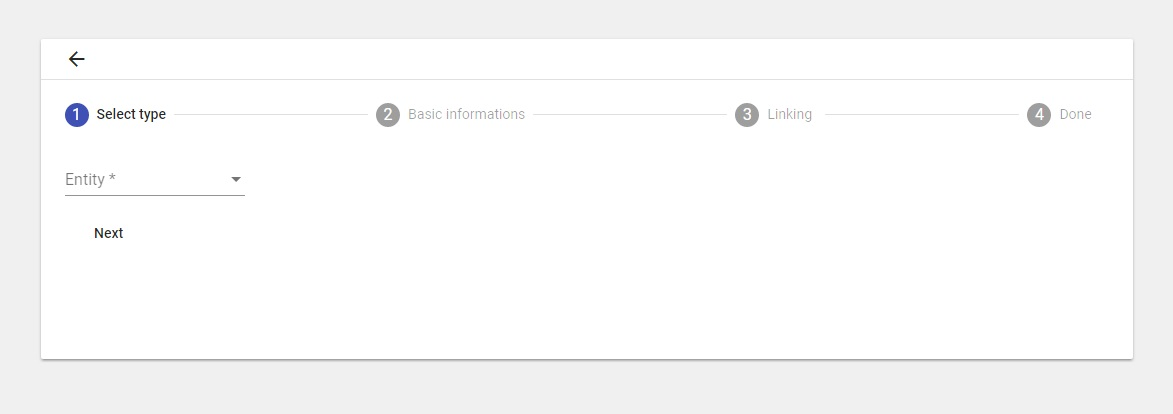 1 Select type 2 Basic informations 3 Linking 4 Done
Entity *
Next